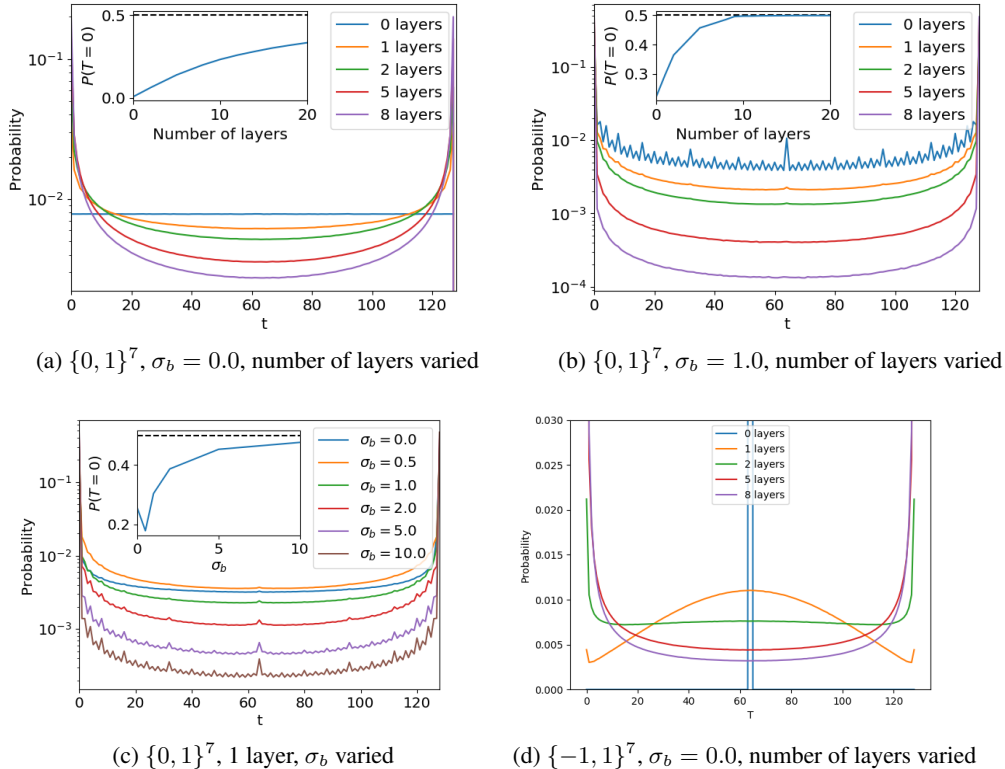 0.5
0.0
P(T = 0)
0
10
20
Number of layers
0 layers
1 layers
2 layers
5 layers
8 layers
10⁻¹
10⁻²
Probability
0 20 40 60 80 100 120
t
(a) {0, 1}⁷, σ_b = 0.0, number of layers varied
0.5
0.4
0.3
P(T = 0)
0
10
20
Number of layers
0 layers
1 layers
2 layers
5 layers
8 layers
10⁻¹
10⁻²
10⁻³
10⁻⁴
Probability
0 20 40 60 80 100 120
t
(b) {0, 1}⁷, σ_b = 1.0, number of layers varied
0.4
0.2
P(T = 0)
0
5
10
σ_b
σ_b = 0.0
σ_b = 0.5
σ_b = 1.0
σ_b = 2.0
σ_b = 5.0
σ_b = 10.0
10⁻¹
10⁻²
10⁻³
Probability
0 20 40 60 80 100 120
t
(c) {0, 1}⁷, 1 layer, σ_b varied
0.030
0.025
0.020
0.015
0.010
0.005
0.000
Probability
0 layers
1 layers
2 layers
5 layers
8 layers
0 20 40 60 80 100 120
T
(d) {−1, 1}⁷, σ_b = 0.0, number of layers varied